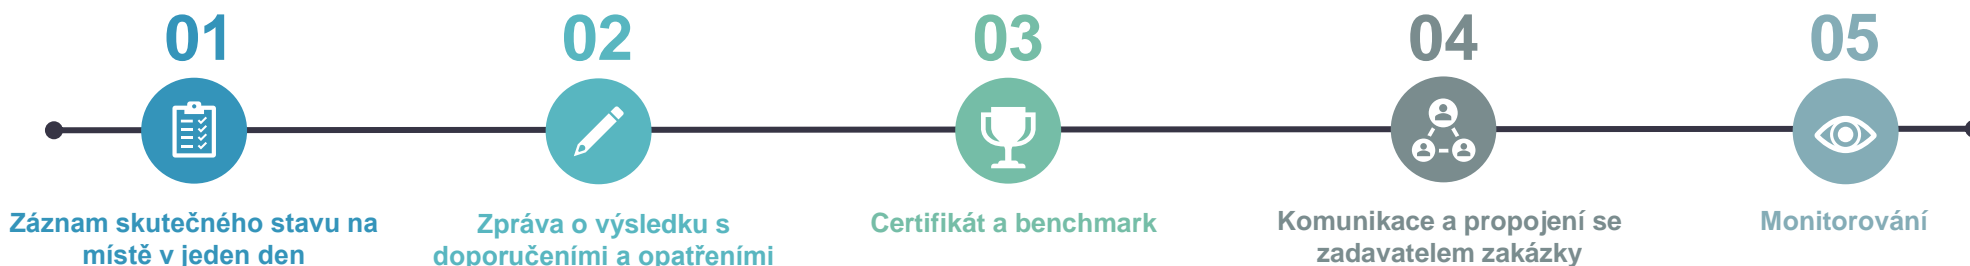 01
02
03
04
05
Záznam skutečného stavu na
místě v jeden den
Zpráva o výsledku s
doporučeními a opatřeními
Certifikát a benchmark
Komunikace a propojení se
zadavatelem zakázky
Monitorování